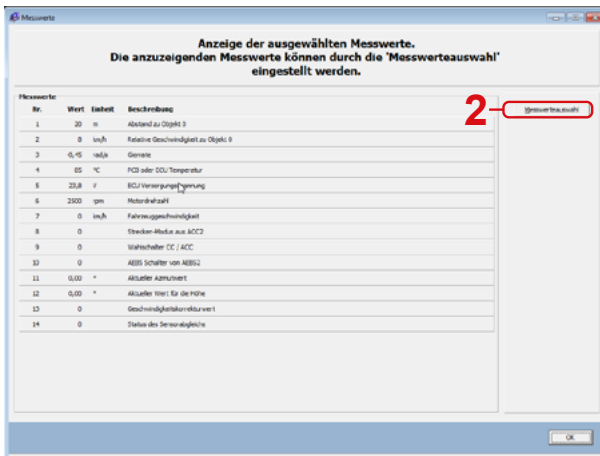 Messwerte
Anzeige der ausgewählten Messwerte.
Die anzuzeigenden Messwerte können durch die 'Messwerteauswahl'
eingestellt werden.
Messwerte
Nr. Wert Einheit Beschreibung
2 Messwerteauswahl
1 20 m Abstand zu Objekt 0
2 0 km/h Relative Geschwindigkeit zu Objekt 0
3 0,45 rad/s Gierrate
4 65 °C PCB oder DCU Temperatur
5 23,8 V ECU Versorgungsspannung
6 2500 rpm Motordrehzahl
7 0 km/h Fahrzeuggeschwindigkeit
8 0 Strecken-Modus aus ACC2
9 0 Wahlschalter CC / ACC
10 0 AEBS Schalter von AEBS2
11 0,00 ° Aktueller Azimutwert
12 0,00 ° Aktueller Wert für die Höhe
13 0 Geschwindigkeitskorrekturwert
14 0 Status des Sensorabgleichs
OK